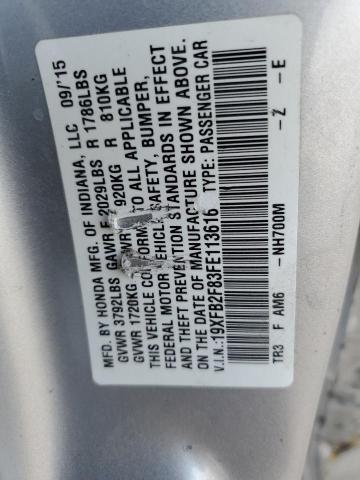 MFD. BY HONDA MFG. OF INDIANA, LLC 09/15
GVWR 3792LBS GAWR F 2029LBS R 1786LBS
GVWR 1720KG GAWR F 920KG R 810KG
THIS VEHICLE CONFORMS TO ALL APPLICABLE
FEDERAL MOTOR VEHICLE SAFETY, BUMPER,
AND THEFT PREVENTION STANDARDS IN EFFECT
ON THE DATE OF MANUFACTURE SHOWN ABOVE.
V.I.N.: 19XFB2F83FE113616 TYPE: PASSENGER CAR
TR3 F AM6 -NH700M -Z -E